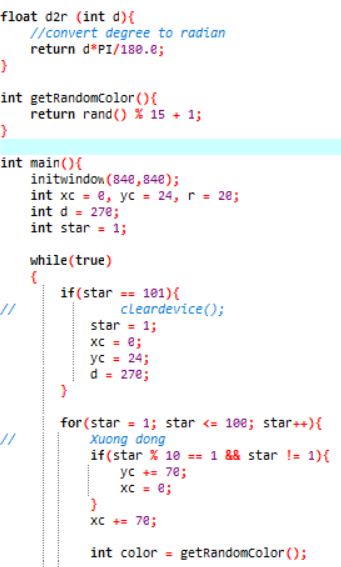 float d2r (int d){
//convert degree to radian
return d*PI/180.0;
}
int getRandomColor(){
return rand() % 15 + 1;
}
int main(){
initwindow(840,840);
int xc = 0, yc = 24, r = 20;
int d = 270;
int star = 1;
while(true)
{
if(star == 101){
// cleardevice();
star = 1;
xc = 0;
yc = 24;
d = 270;
}
for(star = 1; star <= 100; star++){
// Xuong dong
if(star % 10 == 1 && star != 1){
yc += 70;
xc = 0;
}
xc += 70;
int color = getRandomColor();